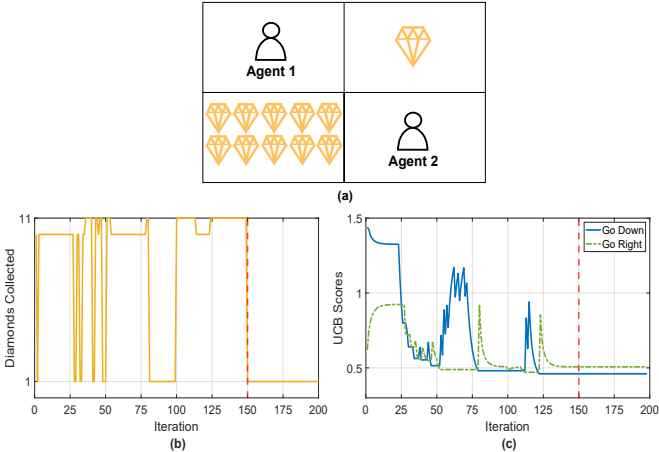 Agent 1
Agent 2
(a)
11
1
0
25
50
75
100
125
150
175
200
Diamonds Collected
Iteration
(b)
1.5
1
0.5
0
25
50
75
100
125
150
175
200
UCB Scores
Go Down
Go Right
Iteration
(c)